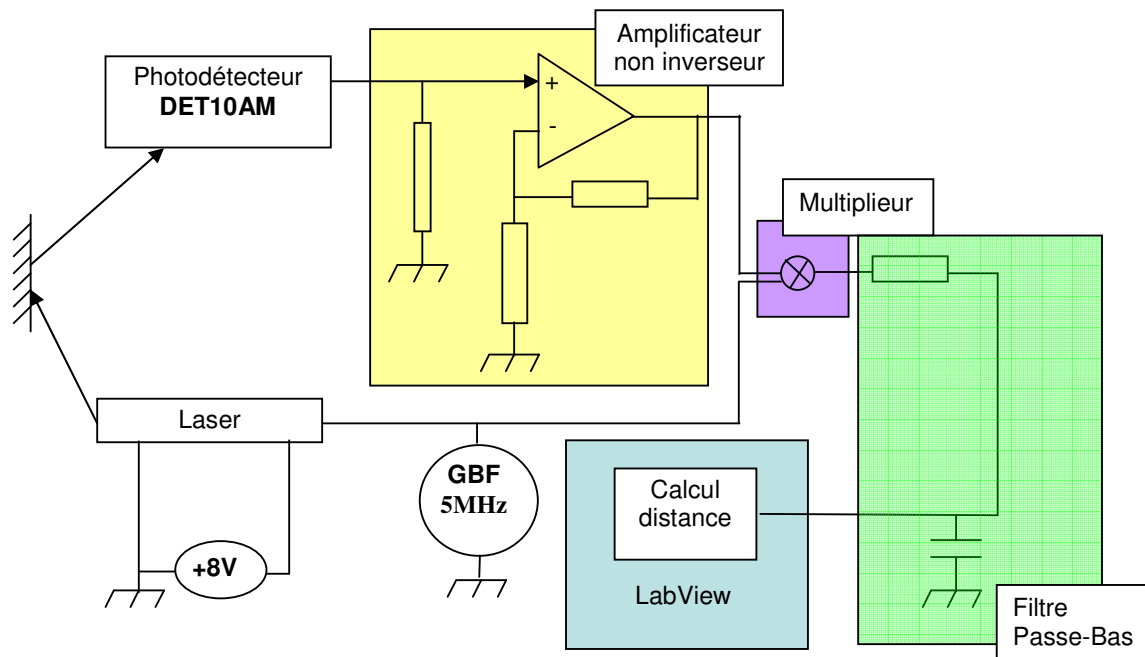 Amplificateur
non inverseur
Photodétecteur
DET10AM
+
-
Multiplieur
Laser
GBF
5MHz
+8V
Calcul
distance
LabView
Filtre
Passe-Bas